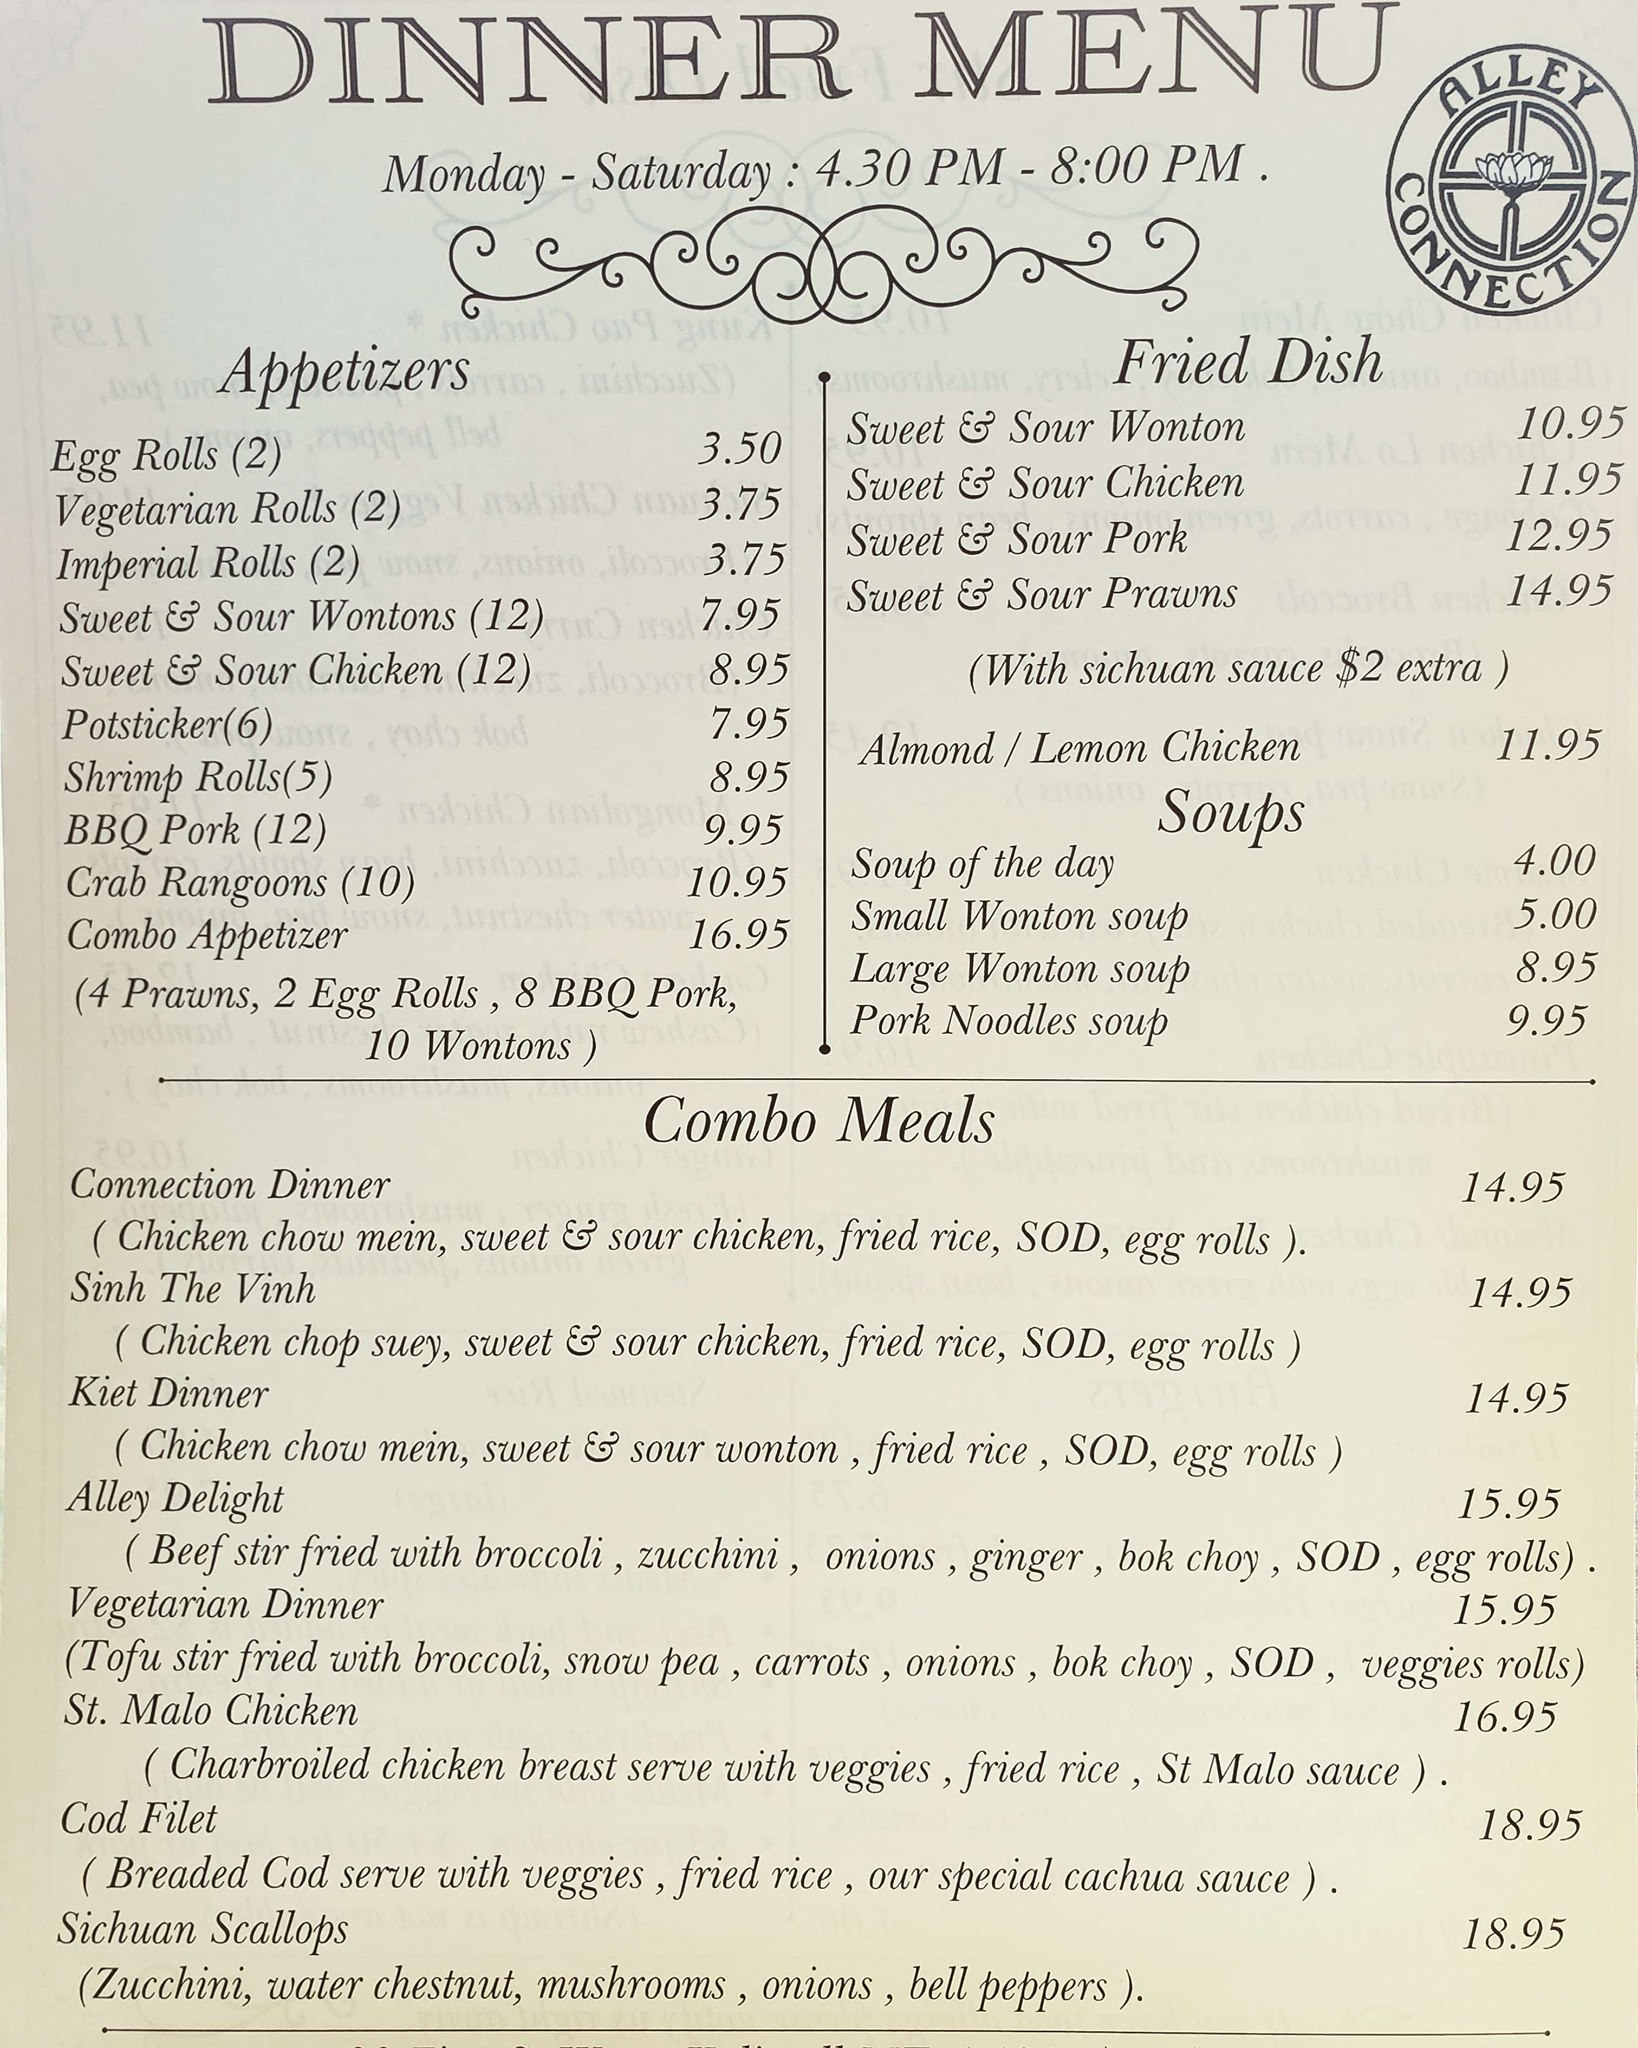 DINNER MENU
ALLEY CONNECTION
Monday - Saturday : 4.30 PM - 8:00 PM .
Appetizers
Egg Rolls (2) 3.50
Vegetarian Rolls (2) 3.75
Imperial Rolls (2) 3.75
Sweet & Sour Wontons (12) 7.95
Sweet & Sour Chicken (12) 8.95
Potsticker(6) 7.95
Shrimp Rolls(5) 8.95
BBQ Pork (12) 9.95
Crab Rangoons (10) 10.95
Combo Appetizer 16.95
(4 Prawns, 2 Egg Rolls , 8 BBQ Pork,
10 Wontons )
Fried Dish
Sweet & Sour Wonton 10.95
Sweet & Sour Chicken 11.95
Sweet & Sour Pork 12.95
Sweet & Sour Prawns 14.95
(With sichuan sauce $2 extra )
Almond / Lemon Chicken 11.95
Soups
Soup of the day 4.00
Small Wonton soup 5.00
Large Wonton soup 8.95
Pork Noodles soup 9.95
Combo Meals
Connection Dinner 14.95
( Chicken chow mein, sweet & sour chicken, fried rice, SOD, egg rolls ).
Sinh The Vinh 14.95
( Chicken chop suey, sweet & sour chicken, fried rice, SOD, egg rolls )
Kiet Dinner 14.95
( Chicken chow mein, sweet & sour wonton , fried rice , SOD, egg rolls )
Alley Delight 15.95
( Beef stir fried with broccoli , zucchini , onions , ginger , bok choy , SOD , egg rolls) .
Vegetarian Dinner 15.95
(Tofu stir fried with broccoli, snow pea , carrots , onions , bok choy , SOD , veggies rolls)
St. Malo Chicken 16.95
( Charbroiled chicken breast serve with veggies , fried rice , St Malo sauce ) .
Cod Filet 18.95
( Breaded Cod serve with veggies , fried rice , our special cachua sauce ) .
Sichuan Scallops 18.95
(Zucchini, water chestnut, mushrooms , onions , bell peppers ).